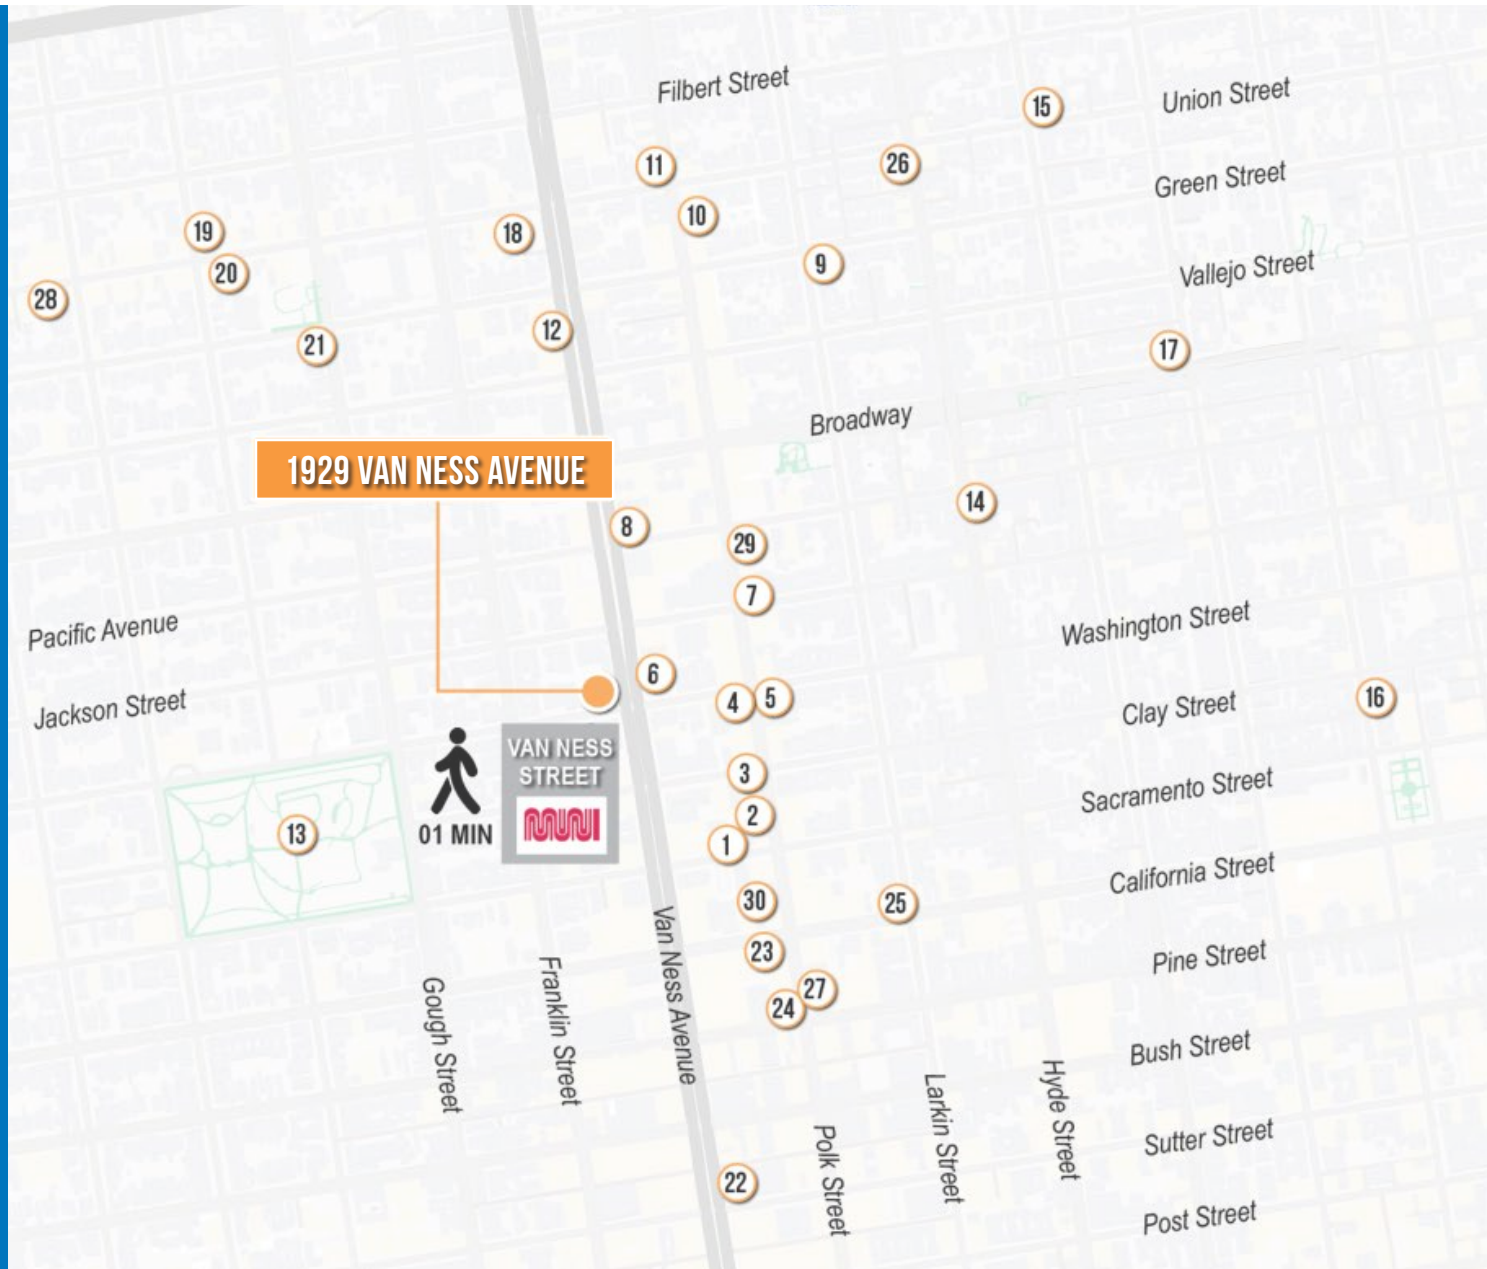 Filbert Street
15
Union Street
11
26
Green Street
10
19
18
20
9
Vallejo Street
28
12
21
17
Broadway
1929 VAN NESS AVENUE
14
8
29
7
Pacific Avenue
Washington Street
6
Jackson Street
4
5
Clay Street
16
VAN NESS
STREET
3
Sacramento Street
13
01 MIN
MUNI
2
1
California Street
30
25
Van Ness Avenue
23
Pine Street
27
24
Gough Street
Franklin Street
Bush Street
Larkin Street
Hyde Street
Sutter Street
Polk Street
22
Post Street